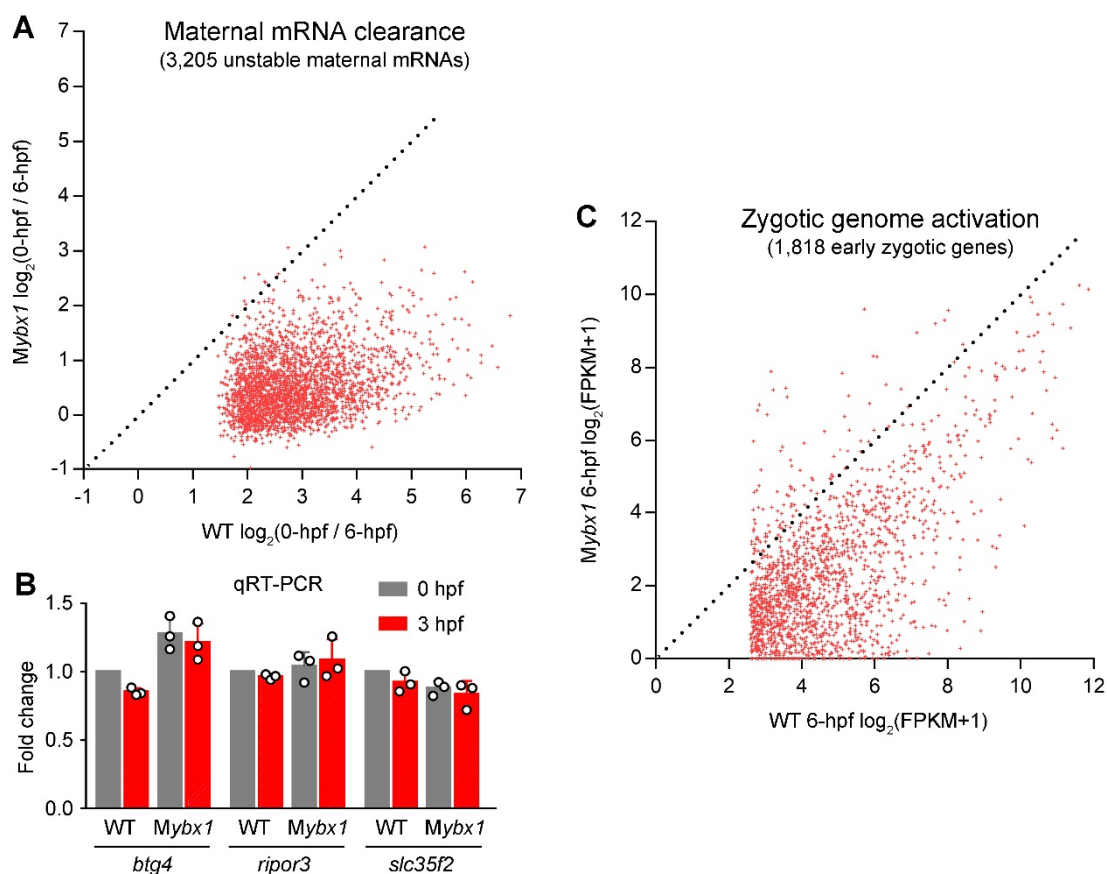 A
Maternal mRNA clearance
(3,205 unstable maternal mRNAs)
7
6
5
4
3
2
1
0
-1
Mybx1 log2(0-hpf / 6-hpf)
-1 0 1 2 3 4 5 6 7
WT log2(0-hpf / 6-hpf)
B
qRT-PCR
0 hpf
3 hpf
1.5
1.0
0.5
0.0
Fold change
WT Mybx1 WT Mybx1 WT Mybx1
btg4 ripor3 slc35f2
C
Zygotic genome activation
(1,818 early zygotic genes)
12
10
8
6
4
2
0
Mybx1 6-hpf log2(FPKM+1)
0 2 4 6 8 10 12
WT 6-hpf log2(FPKM+1)